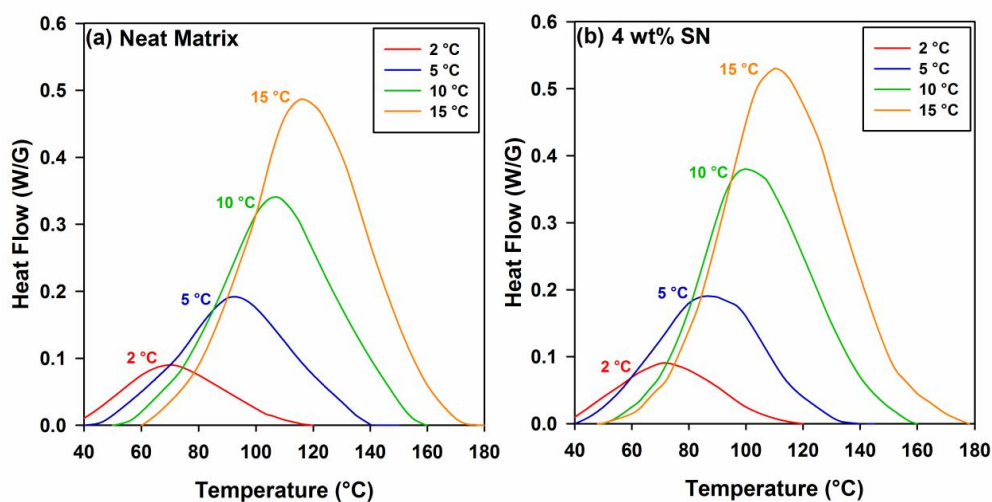 (a) Neat Matrix
2 °C
5 °C
10 °C
15 °C
15 °C
10 °C
5 °C
2 °C
0.6
0.5
0.4
0.3
0.2
0.1
0.0
Heat Flow (W/G)
40 60 80 100 120 140 160 180
Temperature (°C)
(b) 4 wt% SN
2 °C
5 °C
10 °C
15 °C
15 °C
10 °C
5 °C
2 °C
0.6
0.5
0.4
0.3
0.2
0.1
0.0
Heat Flow (W/G)
40 60 80 100 120 140 160 180
Temperature (°C)